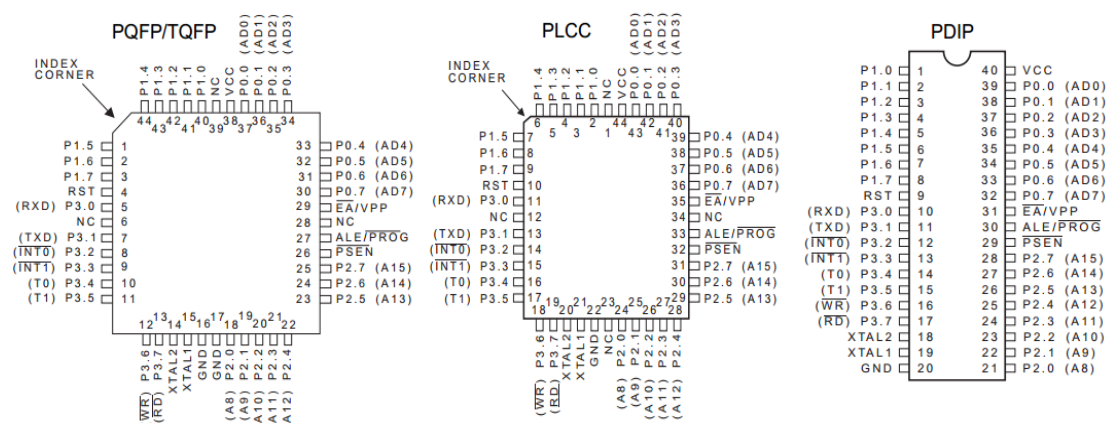 PQFP/TQFP
INDEX
CORNER
P1.4
P1.3
P1.2
P1.1
P1.0
NC
VCC
P0.0 (AD0)
P0.1 (AD1)
P0.2 (AD2)
P0.3 (AD3)
44 43 42 41 40 39 38 37 36 35 34
P1.5 1 33 P0.4 (AD4)
P1.6 2 32 P0.5 (AD5)
P1.7 3 31 P0.6 (AD6)
RST 4 30 P0.7 (AD7)
(RXD) P3.0 5 29 EA/VPP
NC 6 28 NC
(TXD) P3.1 7 27 ALE/PROG
(INT0) P3.2 8 26 PSEN
(INT1) P3.3 9 25 P2.7 (A15)
(T0) P3.4 10 24 P2.6 (A14)
(T1) P3.5 11 23 P2.5 (A13)
12 13 14 15 16 17 18 19 20 21 22
(WR) P3.6
(RD) P3.7
XTAL2
XTAL1
GND
GND
(A8) P2.0
(A9) P2.1
(A10) P2.2
(A11) P2.3
(A12) P2.4
PLCC
INDEX
CORNER
P1.4
P1.3
P1.2
P1.1
P1.0
NC
VCC
P0.0 (AD0)
P0.1 (AD1)
P0.2 (AD2)
P0.3 (AD3)
6 5 4 3 2 1 44 43 42 41 40
P1.5 7 39 P0.4 (AD4)
P1.6 8 38 P0.5 (AD5)
P1.7 9 37 P0.6 (AD6)
RST 10 36 P0.7 (AD7)
(RXD) P3.0 11 35 EA/VPP
NC 12 34 NC
(TXD) P3.1 13 33 ALE/PROG
(INT0) P3.2 14 32 PSEN
(INT1) P3.3 15 31 P2.7 (A15)
(T0) P3.4 16 30 P2.6 (A14)
(T1) P3.5 17 29 P2.5 (A13)
18 19 20 21 22 23 24 25 26 27 28
(WR) P3.6
(RD) P3.7
XTAL2
XTAL1
GND
NC
(A8) P2.0
(A9) P2.1
(A10) P2.2
(A11) P2.3
(A12) P2.4
PDIP
P1.0 1 40 VCC
P1.1 2 39 P0.0 (AD0)
P1.2 3 38 P0.1 (AD1)
P1.3 4 37 P0.2 (AD2)
P1.4 5 36 P0.3 (AD3)
P1.5 6 35 P0.4 (AD4)
P1.6 7 34 P0.5 (AD5)
P1.7 8 33 P0.6 (AD6)
RST 9 32 P0.7 (AD7)
(RXD) P3.0 10 31 EA/VPP
(TXD) P3.1 11 30 ALE/PROG
(INT0) P3.2 12 29 PSEN
(INT1) P3.3 13 28 P2.7 (A15)
(T0) P3.4 14 27 P2.6 (A14)
(T1) P3.5 15 26 P2.5 (A13)
(WR) P3.6 16 25 P2.4 (A12)
(RD) P3.7 17 24 P2.3 (A11)
XTAL2 18 23 P2.2 (A10)
XTAL1 19 22 P2.1 (A9)
GND 20 21 P2.0 (A8)